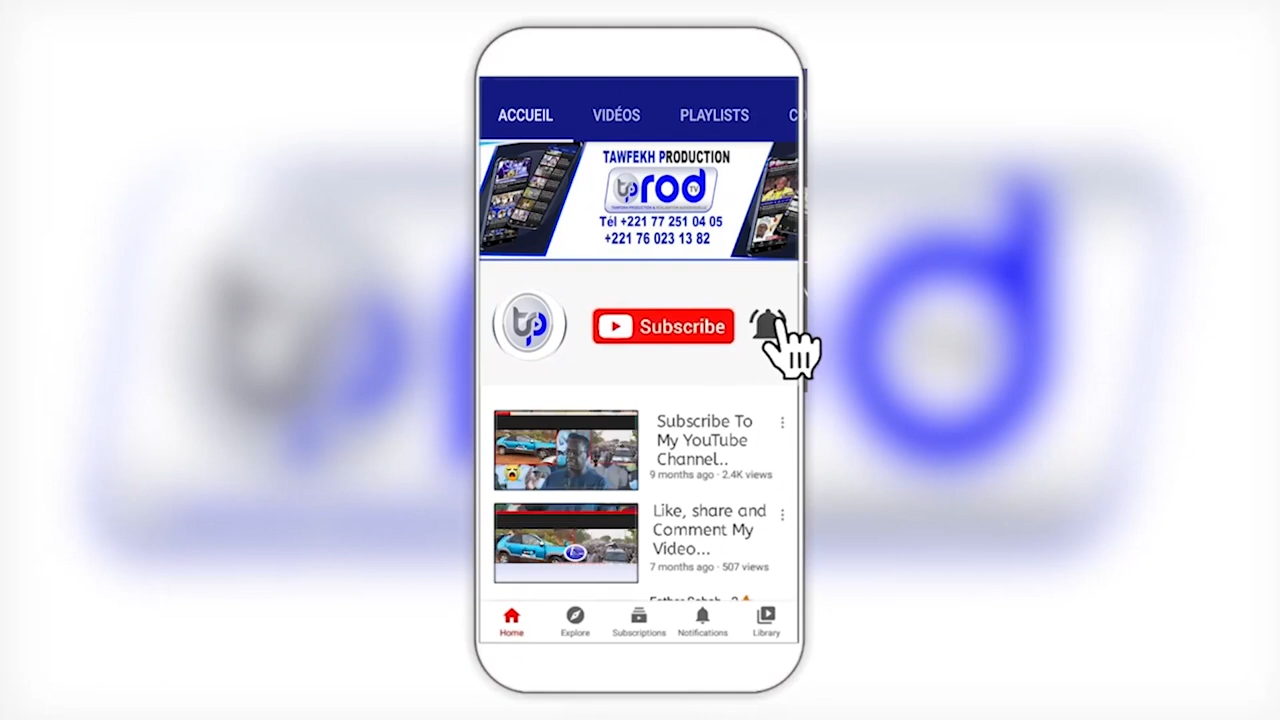 ACCUEIL VIDÉOS PLAYLISTS
TAWFEKH PRODUCTION
tprod TV
Tél +221 77 251 04 05
+221 76 023 13 82
tp
Subscribe
Subscribe To
My YouTube
Channel..
9 months ago · 2.4K views
Like, share and
Comment My
Video...
7 months ago · 507 views
Home Explore Subscriptions Notifications Library